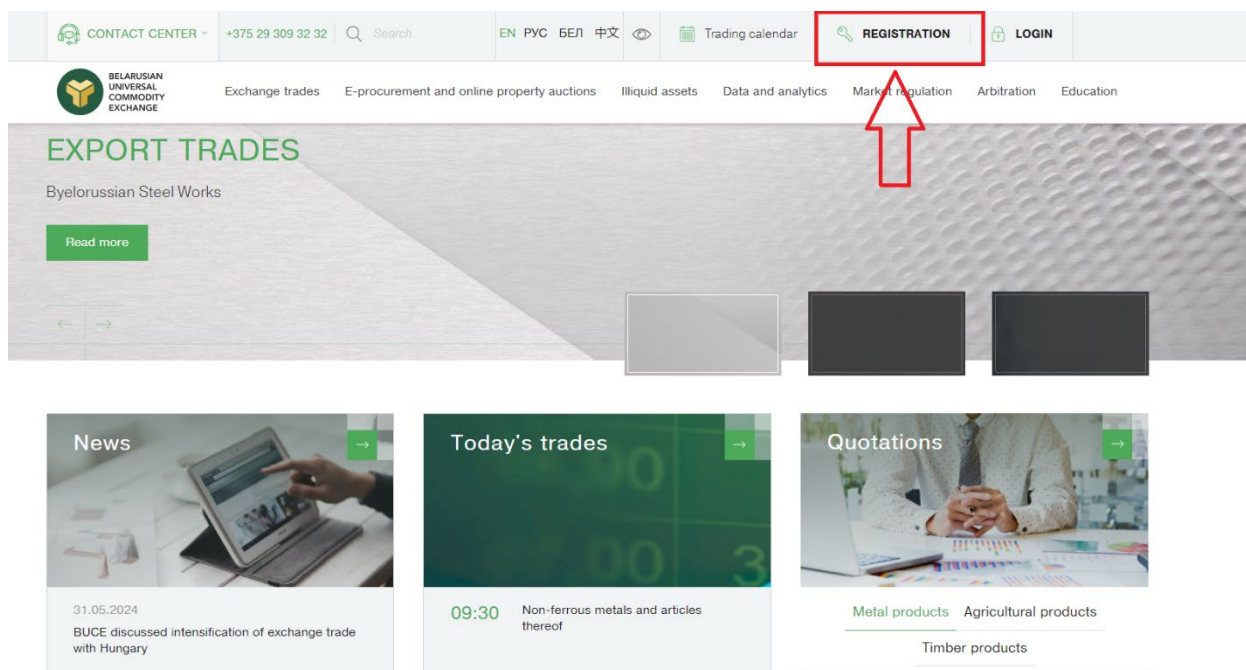 CONTACT CENTER
+375 29 309 32 32
Search
EN РУС БЕЛ 中文
Trading calendar
REGISTRATION
LOGIN
BELARUSIAN
UNIVERSAL
COMMODITY
EXCHANGE
Exchange trades
E-procurement and online property auctions
Illiquid assets
Data and analytics
Market regulation
Arbitration
Education
EXPORT TRADES
Byelorussian Steel Works
Read more
News
31.05.2024
BUCE discussed intensification of exchange trade
with Hungary
Today's trades
00
00 3
09:30
Non-ferrous metals and articles
thereof
Quotations
Metal products
Agricultural products
Timber products